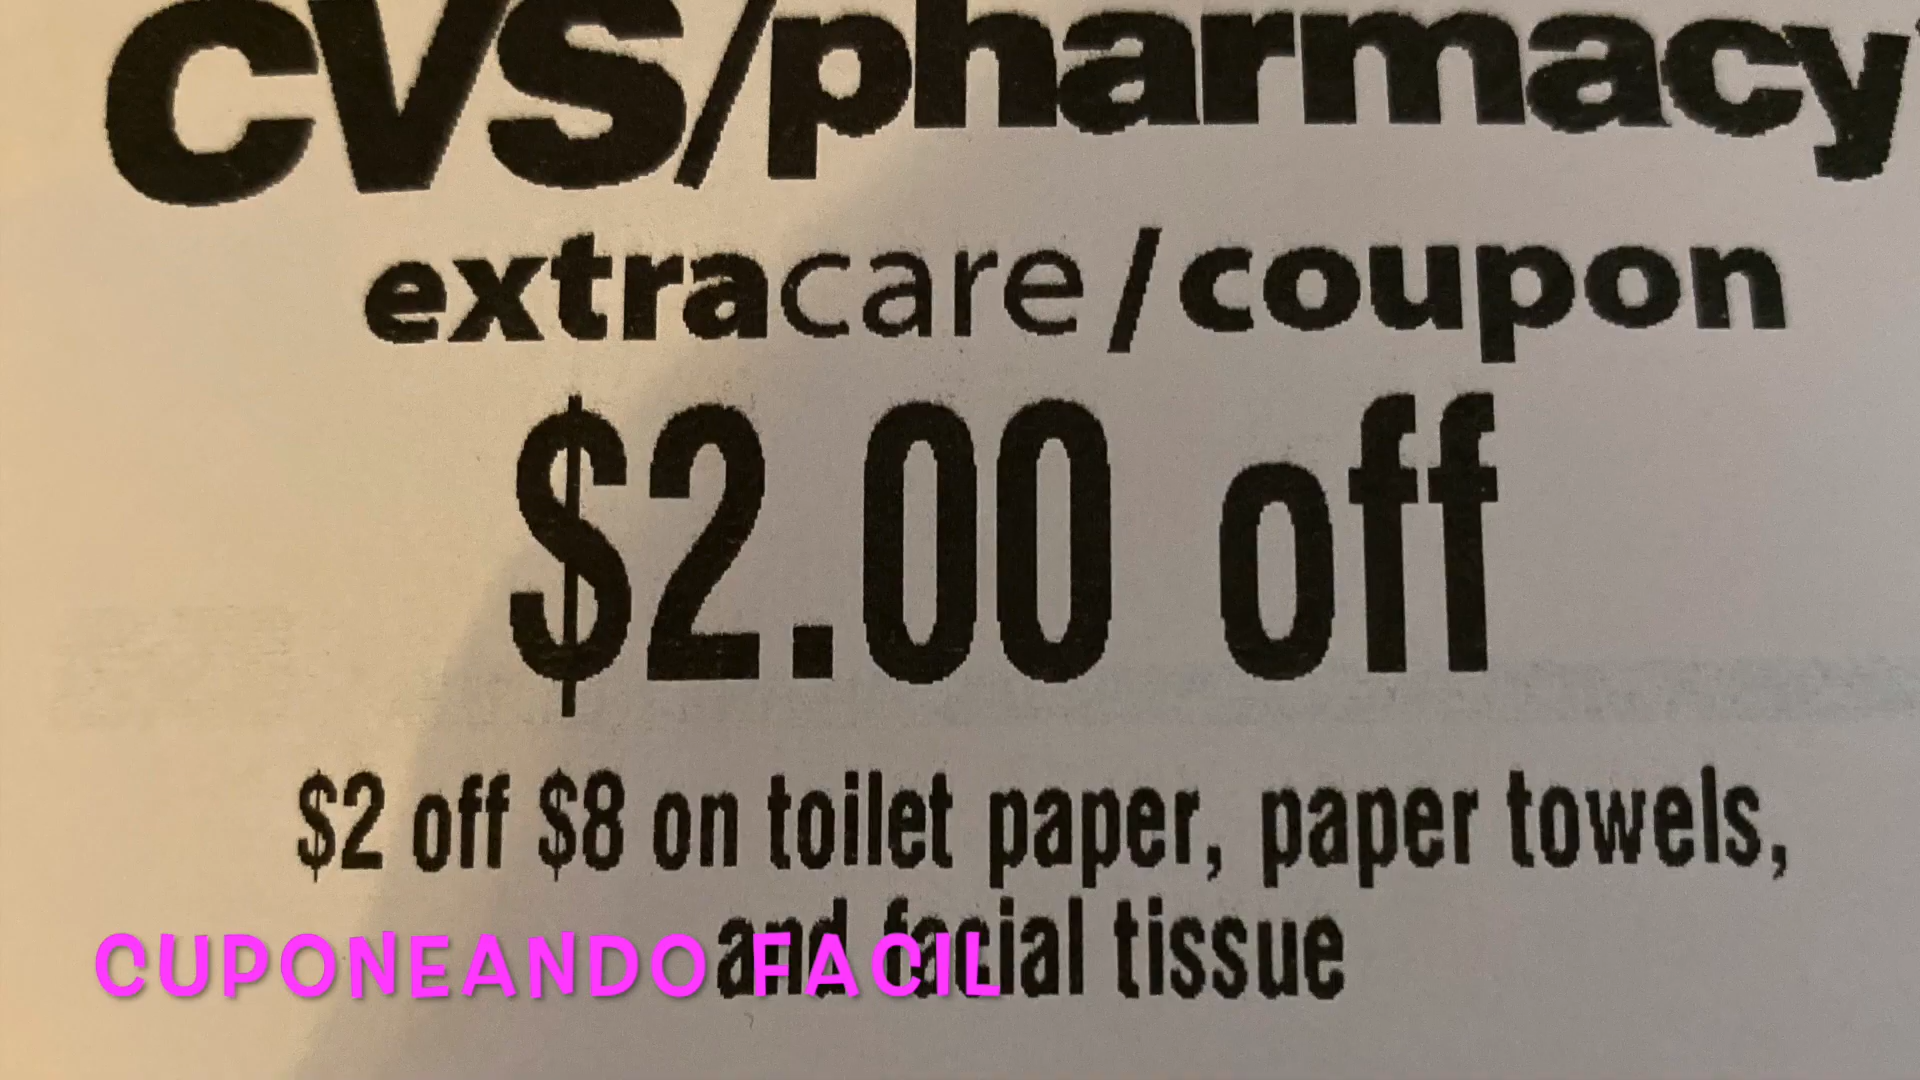 CVS/pharmacy
extracare/coupon
$2.00 off
$2 off $8 on toilet paper, paper towels,
and facial tissue
CUPONEANDO FACIL